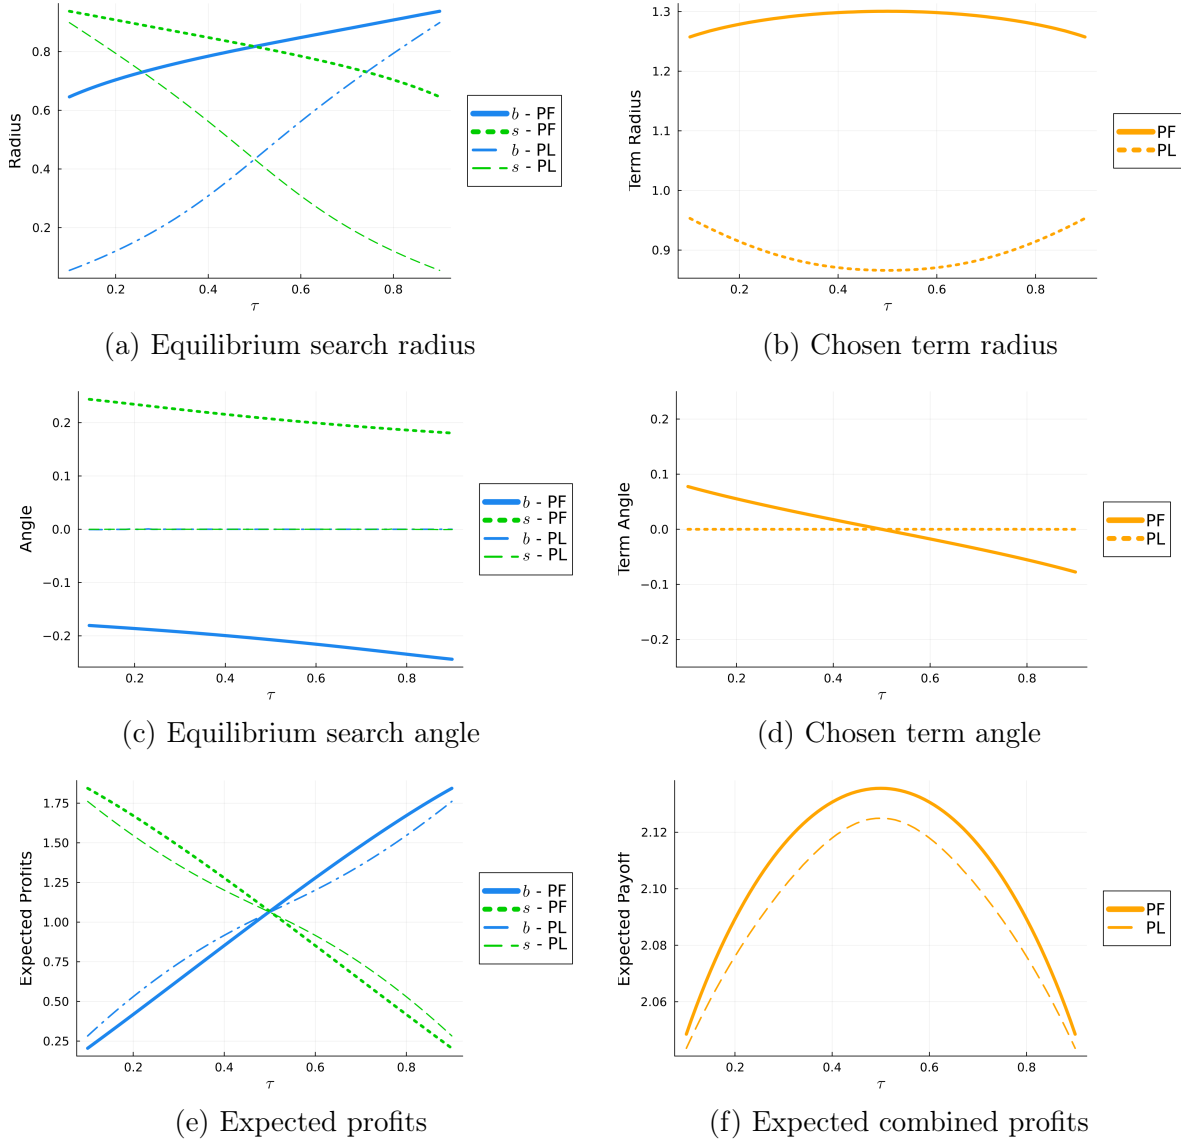 Radius
0.8
0.6
0.4
0.2
0.2
0.4
0.6
0.8
τ
b - PF
s - PF
b - PL
s - PL
(a) Equilibrium search radius
Term Radius
1.3
1.2
1.1
1.0
0.9
0.2
0.4
0.6
0.8
τ
PF
PL
(b) Chosen term radius
Angle
0.2
0.1
0.0
−0.1
−0.2
0.2
0.4
0.6
0.8
τ
b - PF
s - PF
b - PL
s - PL
(c) Equilibrium search angle
Term Angle
0.2
0.1
0.0
−0.1
−0.2
0.2
0.4
0.6
0.8
τ
PF
PL
(d) Chosen term angle
Expected Profits
1.75
1.50
1.25
1.00
0.75
0.50
0.25
0.2
0.4
0.6
0.8
τ
b - PF
s - PF
b - PL
s - PL
(e) Expected profits
Expected Payoff
2.12
2.10
2.08
2.06
0.2
0.4
0.6
0.8
τ
PF
PL
(f) Expected combined profits